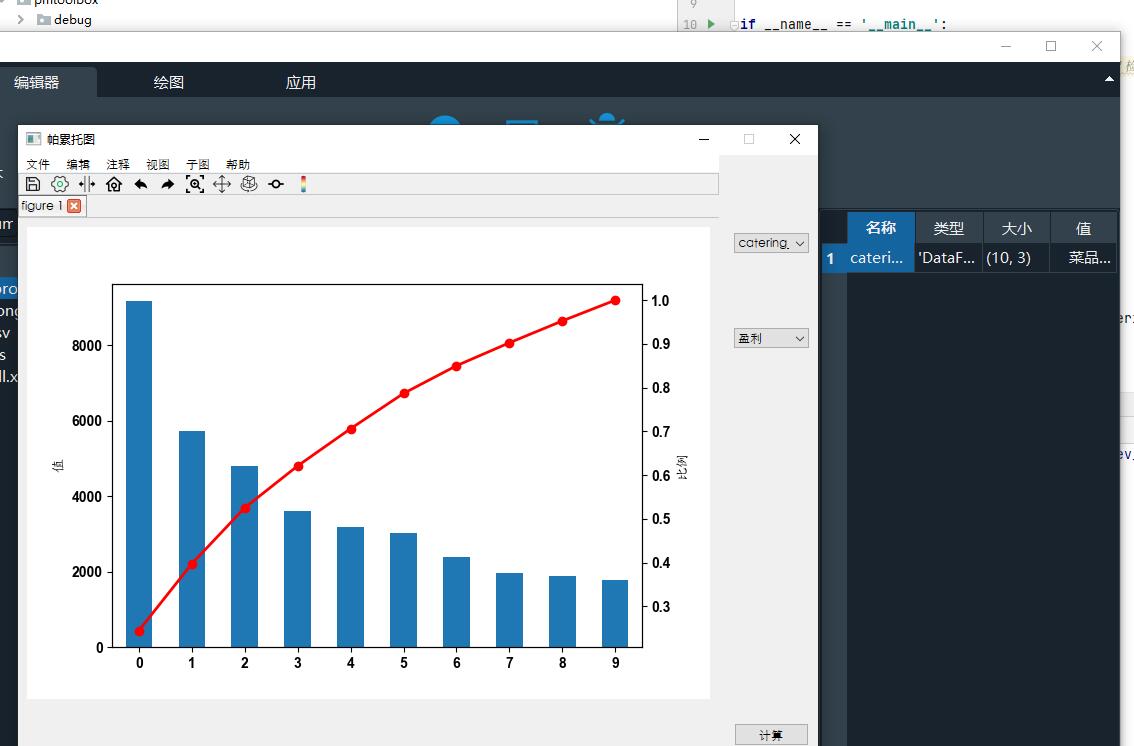 pmtoolbox
debug
9
10 if __name__ == '__main__':
编辑器 绘图 应用
帕累托图
文件 编辑 注释 视图 子图 帮助
figure 1
catering_
盈利
值
8000
6000
4000
2000
0
0 1 2 3 4 5 6 7 8 9
1.0
0.9
0.8
0.7
0.6
0.5
0.4
0.3
比例
计算
名称 类型 大小 值
1 cateri... 'DataF... (10, 3) 菜品...